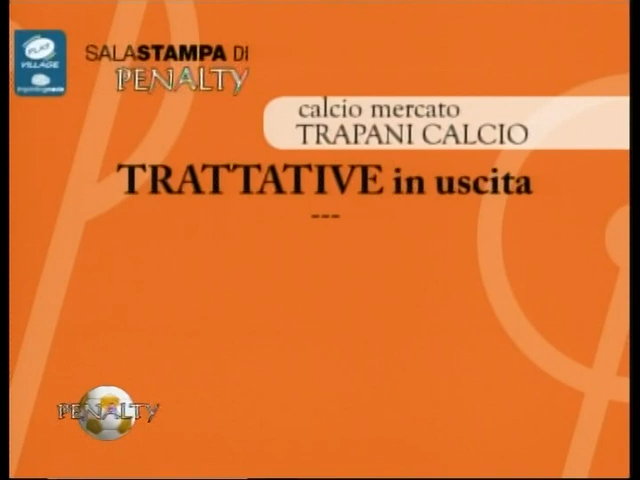 PLAY
VILLAGE
SALASTAMPA DI
PENALTY
calcio mercato
TRAPANI CALCIO
TRATTATIVE in uscita
---
PENALTY